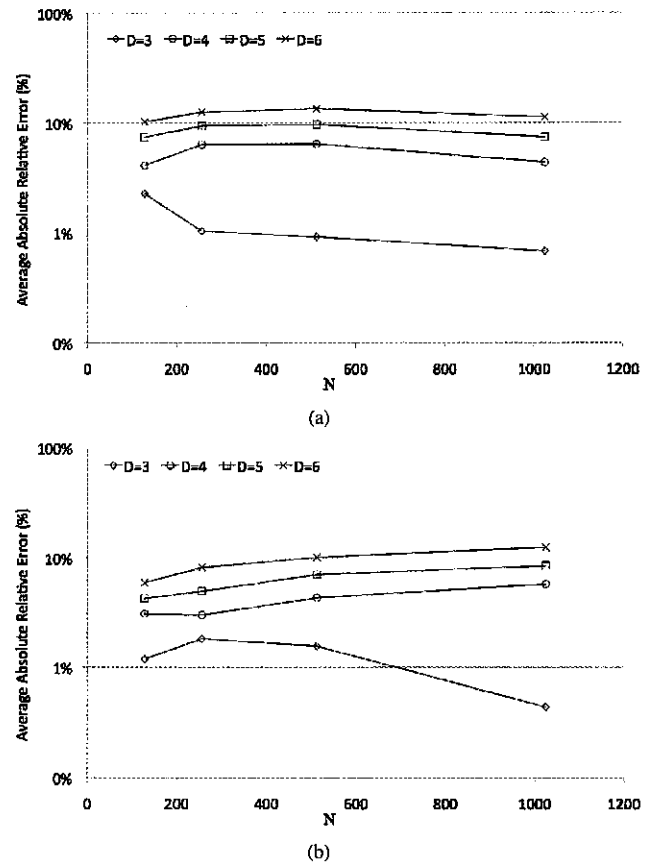 100%
D=3 D=4 D=5 D=6
10%
1%
0%
Average Absolute Relative Error (%)
0 200 400 600 800 1000 1200
N
(a)
100%
D=3 D=4 D=5 D=6
10%
1%
0%
Average Absolute Relative Error (%)
0 200 400 600 800 1000 1200
N
(b)